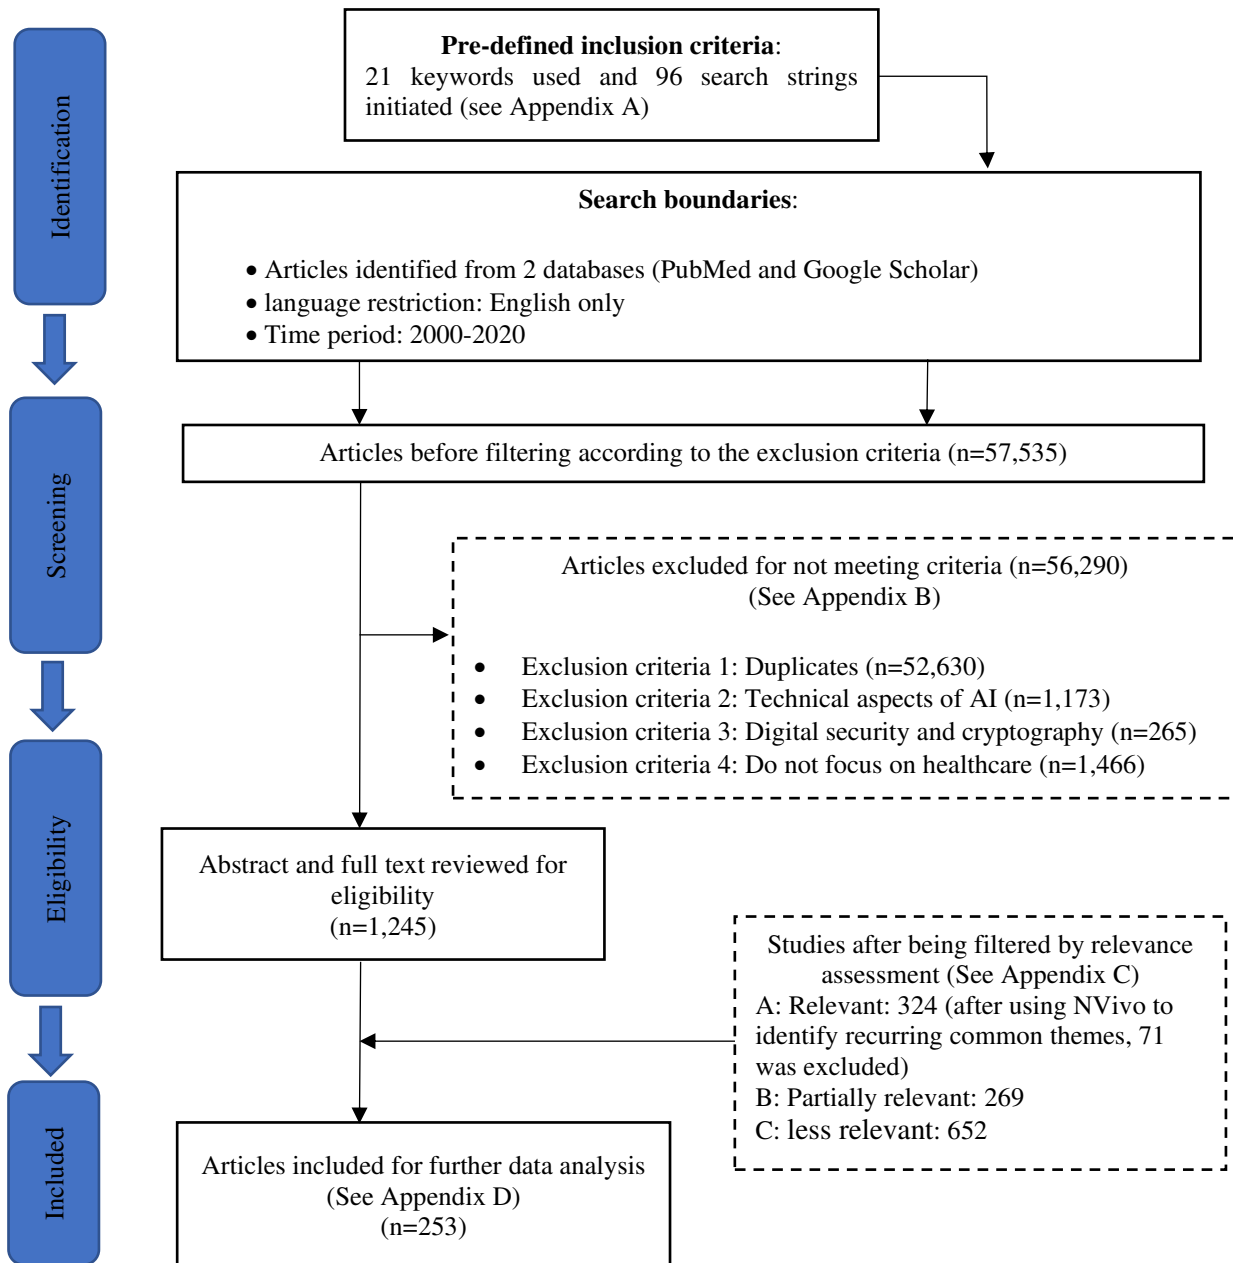 Identification
Pre-defined inclusion criteria:
21 keywords used and 96 search strings
initiated (see Appendix A)
Search boundaries:
• Articles identified from 2 databases (PubMed and Google Scholar)
• language restriction: English only
• Time period: 2000-2020
Screening
Articles before filtering according to the exclusion criteria (n=57,535)
Articles excluded for not meeting criteria (n=56,290)
(See Appendix B)
• Exclusion criteria 1: Duplicates (n=52,630)
• Exclusion criteria 2: Technical aspects of AI (n=1,173)
• Exclusion criteria 3: Digital security and cryptography (n=265)
• Exclusion criteria 4: Do not focus on healthcare (n=1,466)
Eligibility
Abstract and full text reviewed for
eligibility
(n=1,245)
Studies after being filtered by relevance
assessment (See Appendix C)
A: Relevant: 324 (after using NVivo to
identify recurring common themes, 71
was excluded)
B: Partially relevant: 269
C: less relevant: 652
Included
Articles included for further data analysis
(See Appendix D)
(n=253)